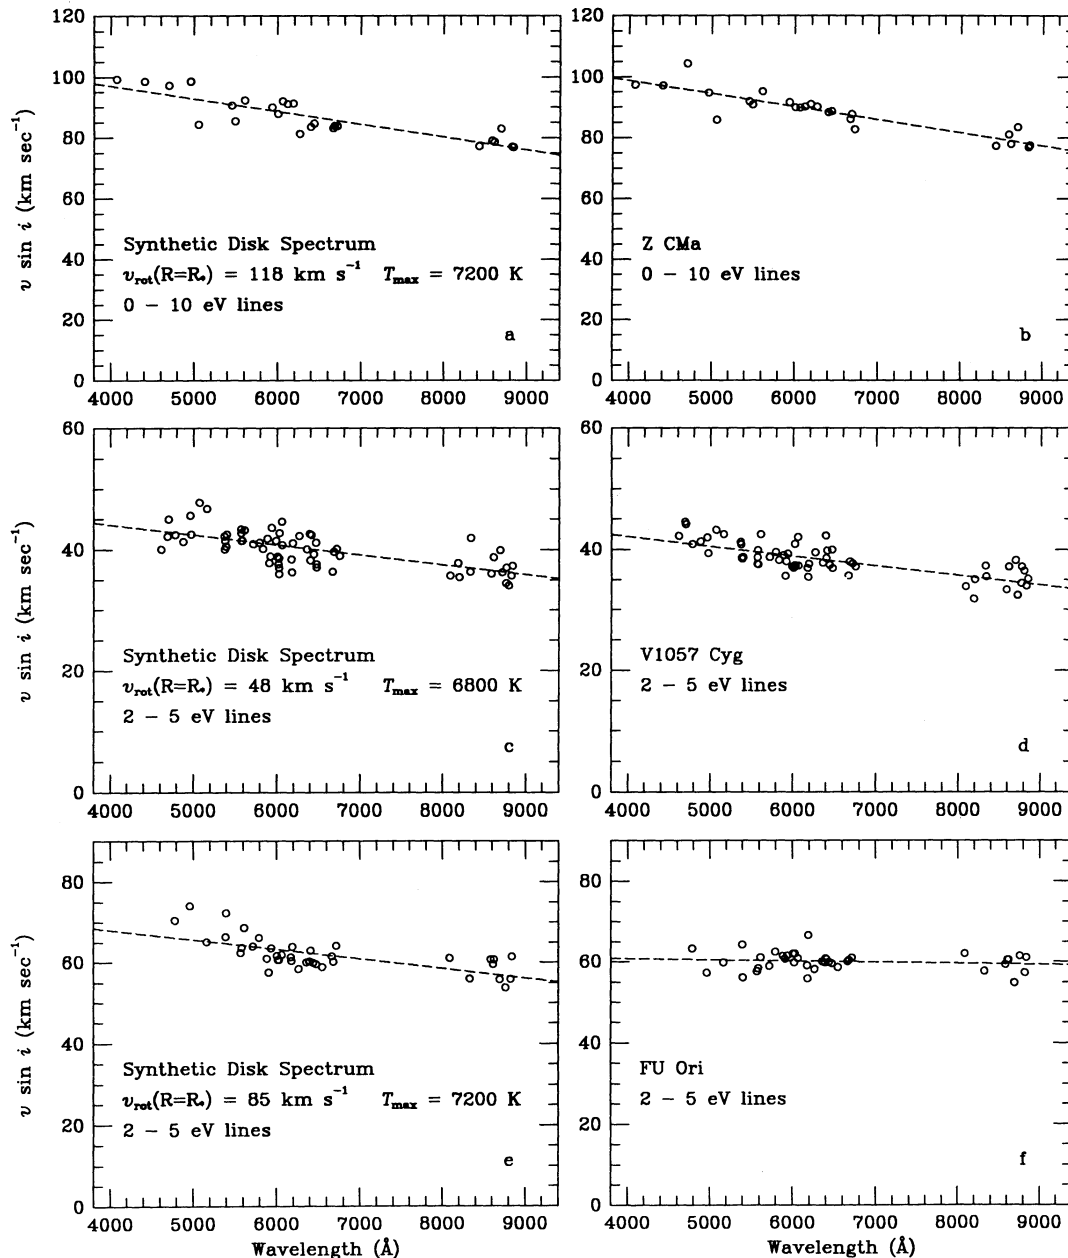 120
100
80
60
40
20
0
v sin i (km sec⁻¹)
Synthetic Disk Spectrum
v_rot(R=R*) = 118 km s⁻¹ T_max = 7200 K
0 – 10 eV lines
a
4000 5000 6000 7000 8000 9000
120
100
80
60
40
20
0
Z CMa
0 – 10 eV lines
b
4000 5000 6000 7000 8000 9000
60
40
20
0
v sin i (km sec⁻¹)
Synthetic Disk Spectrum
v_rot(R=R*) = 48 km s⁻¹ T_max = 6800 K
2 – 5 eV lines
c
4000 5000 6000 7000 8000 9000
60
40
20
0
V1057 Cyg
2 – 5 eV lines
d
4000 5000 6000 7000 8000 9000
80
60
40
20
0
v sin i (km sec⁻¹)
Synthetic Disk Spectrum
v_rot(R=R*) = 85 km s⁻¹ T_max = 7200 K
2 – 5 eV lines
e
4000 5000 6000 7000 8000 9000
Wavelength (Å)
80
60
40
20
0
FU Ori
2 – 5 eV lines
f
4000 5000 6000 7000 8000 9000
Wavelength (Å)